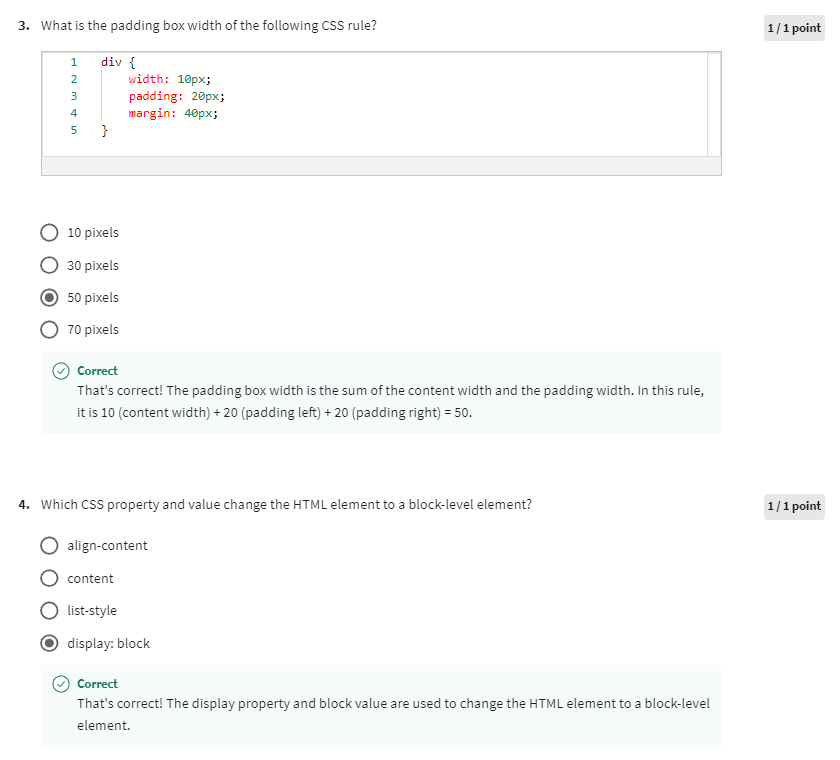 3. What is the padding box width of the following CSS rule?
1 / 1 point
1 div {
2 width: 10px;
3 padding: 20px;
4 margin: 40px;
5 }
10 pixels
30 pixels
50 pixels
70 pixels
Correct
That's correct! The padding box width is the sum of the content width and the padding width. In this rule,
it is 10 (content width) + 20 (padding left) + 20 (padding right) = 50.
4. Which CSS property and value change the HTML element to a block-level element?
1 / 1 point
align-content
content
list-style
display: block
Correct
That's correct! The display property and block value are used to change the HTML element to a block-level
element.